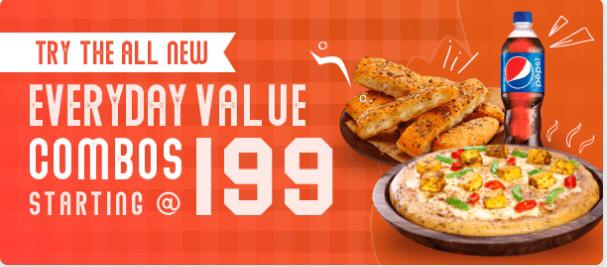 TRY THE ALL NEW
EVERYDAY VALUE
COMBOS
STARTING @ 199
pepsi